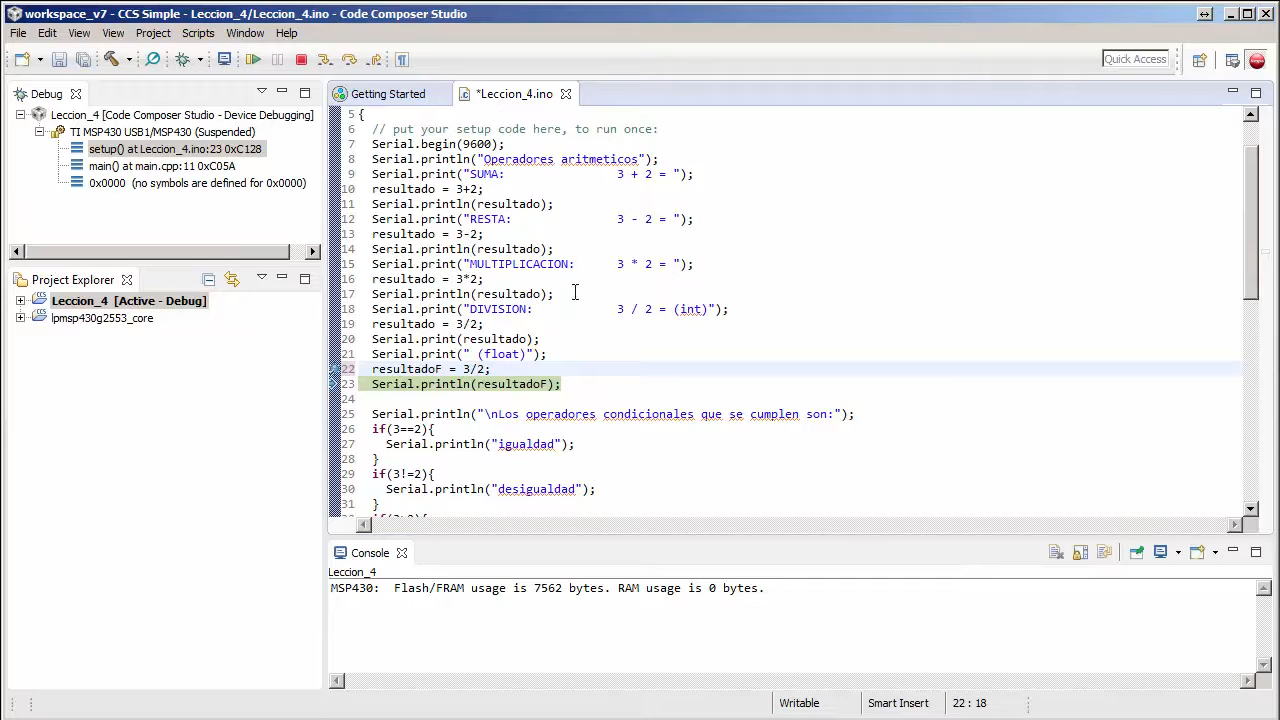 workspace_v7 - CCS Simple - Leccion_4/Leccion_4.ino - Code Composer Studio
File Edit View View Project Scripts Window Help
Quick Access
Debug
Leccion_4 [Code Composer Studio - Device Debugging]
TI MSP430 USB1/MSP430 (Suspended)
setup() at Leccion_4.ino:23 0xC128
main() at main.cpp:11 0xC05A
0x0000 (no symbols are defined for 0x0000)
Project Explorer
Leccion_4 [Active - Debug]
lpmsp430g2553_core
Getting Started *Leccion_4.ino
5 {
6 // put your setup code here, to run once:
7 Serial.begin(9600);
8 Serial.println("Operadores aritmeticos");
9 Serial.print("SUMA: 3 + 2 = ");
10 resultado = 3+2;
11 Serial.println(resultado);
12 Serial.print("RESTA: 3 - 2 = ");
13 resultado = 3-2;
14 Serial.println(resultado);
15 Serial.print("MULTIPLICACION: 3 * 2 = ");
16 resultado = 3*2;
17 Serial.println(resultado);
18 Serial.print("DIVISION: 3 / 2 = (int)");
19 resultado = 3/2;
20 Serial.print(resultado);
21 Serial.print(" (float)");
22 resultadoF = 3/2;
23 Serial.println(resultadoF);
24
25 Serial.println("\nLos operadores condicionales que se cumplen son:");
26 if(3==2){
27 Serial.println("igualdad");
28 }
29 if(3!=2){
30 Serial.println("desigualdad");
31 }
Console
Leccion_4
MSP430: Flash/FRAM usage is 7562 bytes. RAM usage is 0 bytes.
Writable Smart Insert 22 : 18